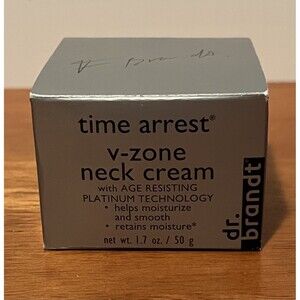 time arrest®
v-zone
neck cream
with AGE RESISTING
PLATINUM TECHNOLOGY
• helps moisturize
and smooth
• retains moisture*
net wt. 1.7 oz. / 50 g
dr.
brandt®